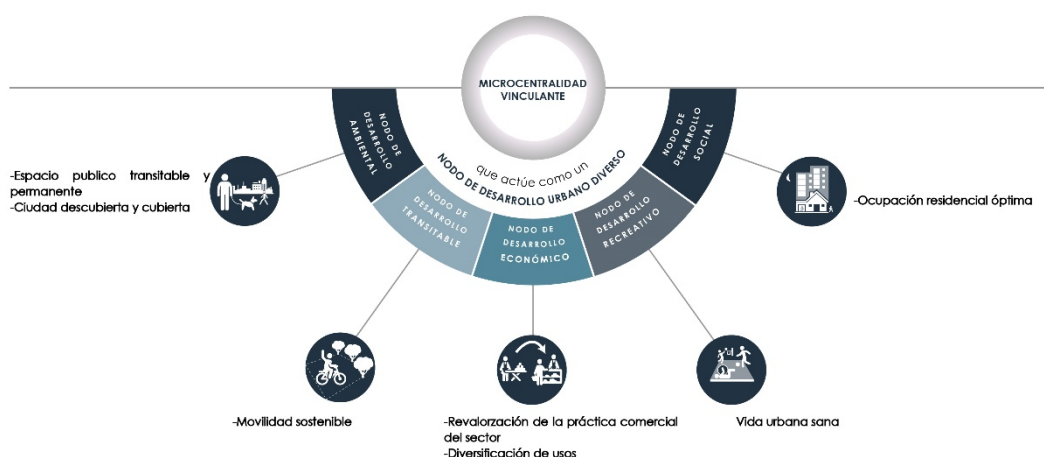 MICROCENTRALIDAD
VINCULANTE
que actúe como un
NODO DE DESARROLLO URBANO DIVERSO
NODO DE
DESARROLLO
AMBIENTAL
-Espacio publico transitable y
permanente
-Ciudad descubierta y cubierta
NODO DE
DESARROLLO
TRANSITABLE
-Movilidad sostenible
NODO DE
DESARROLLO
ECONÓMICO
-Revalorzación de la práctica comercial
del sector
-Diversificación de usos
NODO DE
DESARROLLO
RECREATIVO
Vida urbana sana
NODO DE
DESARROLLO
SOCIAL
-Ocupación residencial óptima